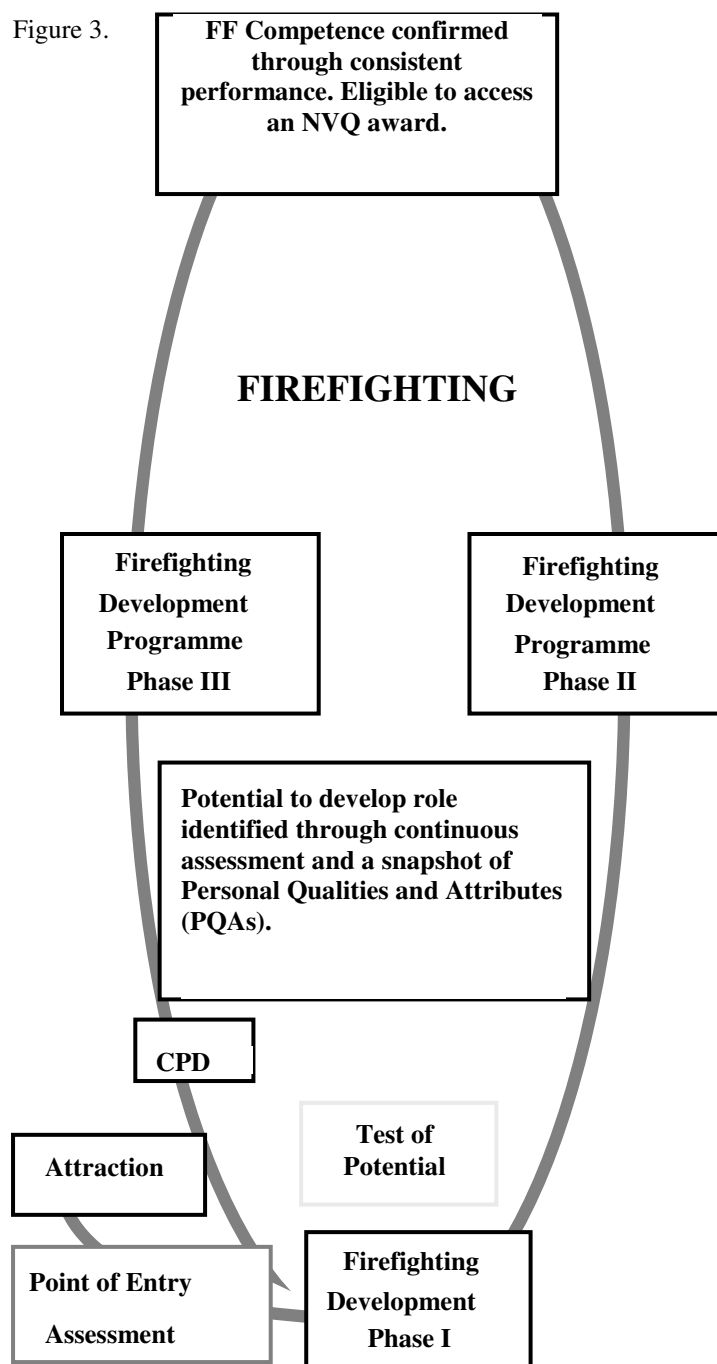 Figure 3.
FF Competence confirmed
through consistent
performance. Eligible to access
an NVQ award.
FIREFIGHTING
Firefighting
Development
Programme
Phase III
Firefighting
Development
Programme
Phase II
Potential to develop role
identified through continuous
assessment and a snapshot of
Personal Qualities and Attributes
(PQAs).
CPD
Test of
Potential
Attraction
Point of Entry
Assessment
Firefighting
Development
Phase I